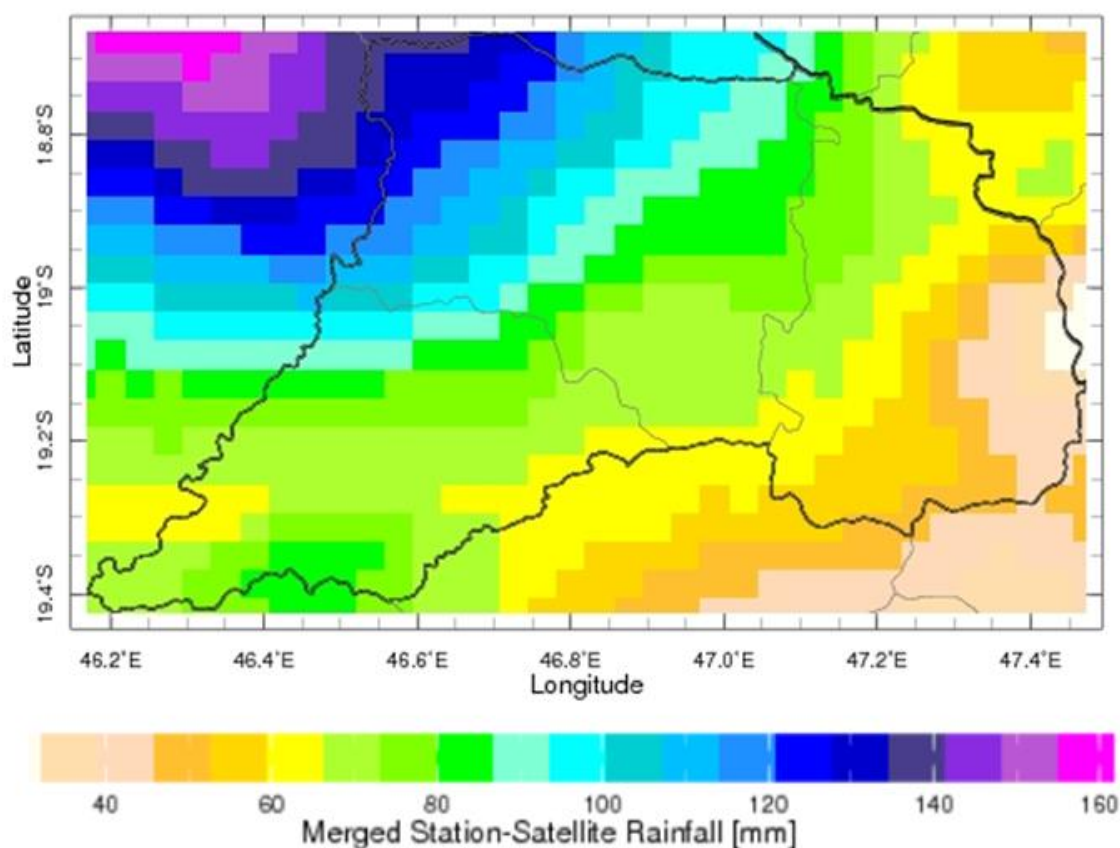 Latitude
18.8°S
19°S
19.2°S
19.4°S
46.2°E 46.4°E 46.6°E 46.8°E 47.0°E 47.2°E 47.4°E
Longitude
40 60 80 100 120 140 160
Merged Station-Satellite Rainfall [mm]